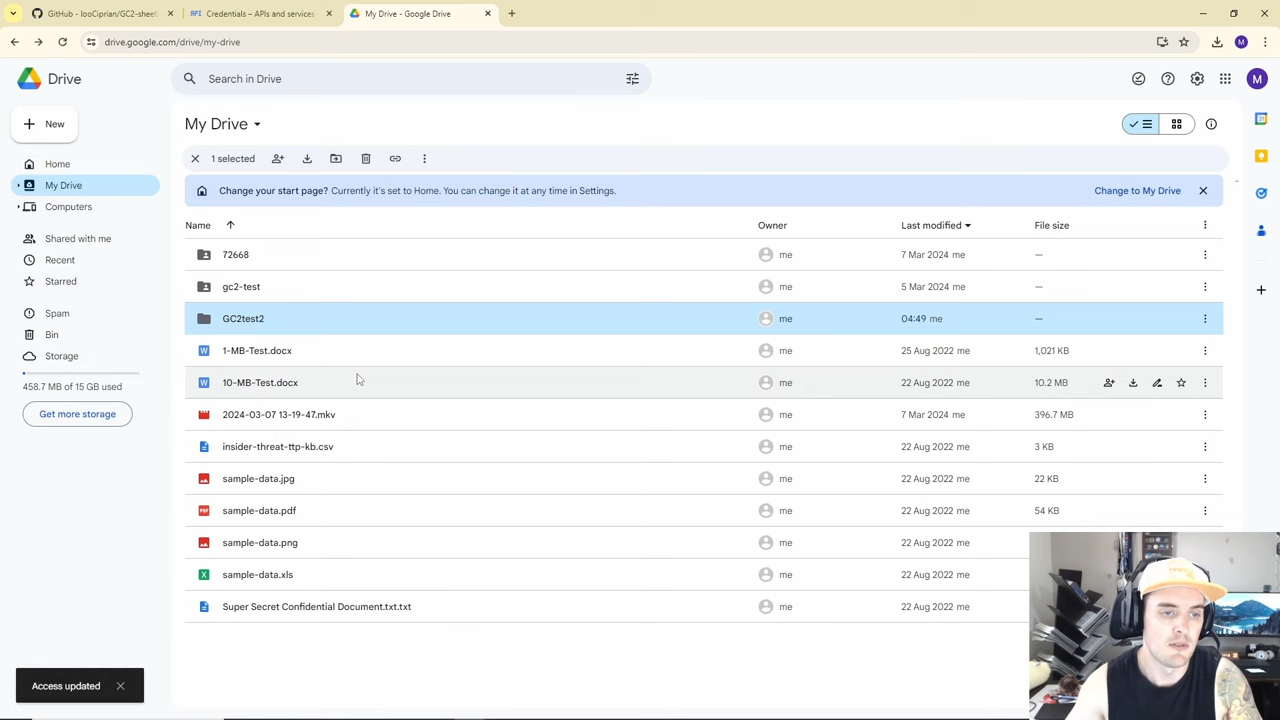 GitHub - looCiprian/GC2-sheet
API Credentials – APIs and services
My Drive - Google Drive
drive.google.com/drive/my-drive
M
Drive
Search in Drive
M
New
My Drive
Home
My Drive
Computers
Shared with me
Recent
Starred
Spam
Bin
Storage
458.7 MB of 15 GB used
Get more storage
1 selected
Change your start page? Currently it's set to Home. You can change it at any time in Settings.
Change to My Drive
Name Owner Last modified File size
72668 me 7 Mar 2024 me —
gc2-test me 5 Mar 2024 me —
GC2test2 me 04:49 me —
W 1-MB-Test.docx me 25 Aug 2022 me 1,021 KB
W 10-MB-Test.docx me 22 Aug 2022 me 10.2 MB
2024-03-07 13-19-47.mkv me 7 Mar 2024 me 396.7 MB
insider-threat-ttp-kb.csv me 22 Aug 2022 me 3 KB
sample-data.jpg me 22 Aug 2022 me 22 KB
PDF sample-data.pdf me 22 Aug 2022 me 54 KB
sample-data.png me 22 Aug 2022 me
X sample-data.xls me 22 Aug 2022 me
Super Secret Confidential Document.txt.txt me 22 Aug 2022 me
Access updated